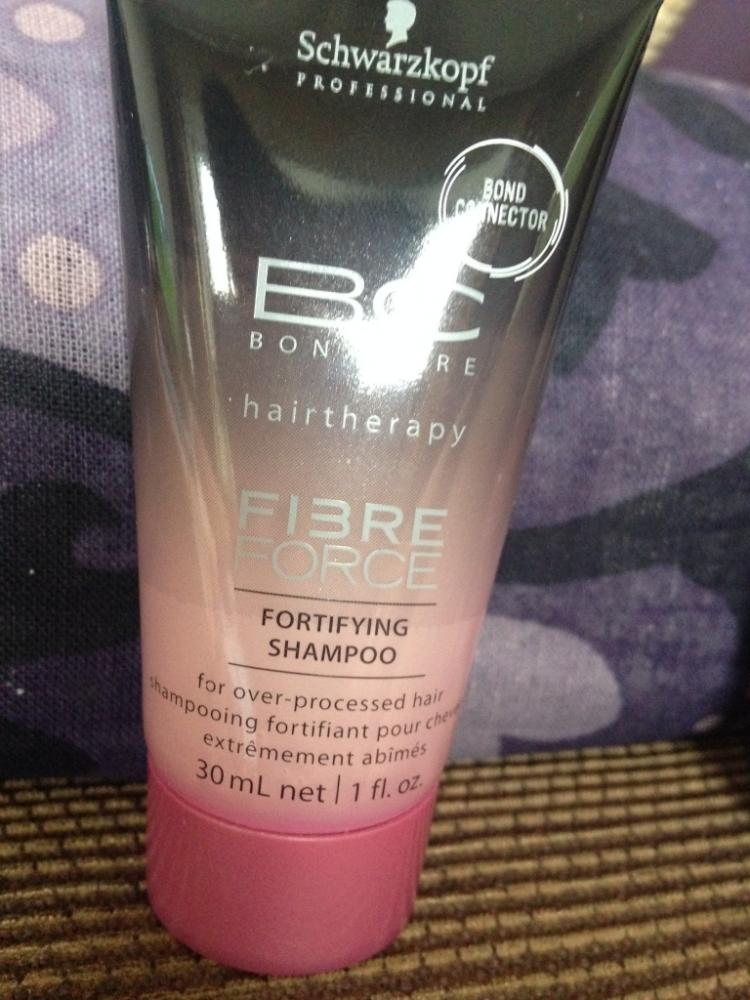 Schwarzkopf
PROFESSIONAL
BOND
CONNECTOR
BC
hairtherapy
FIBRE
FORCE
FORTIFYING
SHAMPOO
for over-processed hair
shampooing fortifiant pour
extrêmement abîmés
30 mL net | 1 fl. oz.